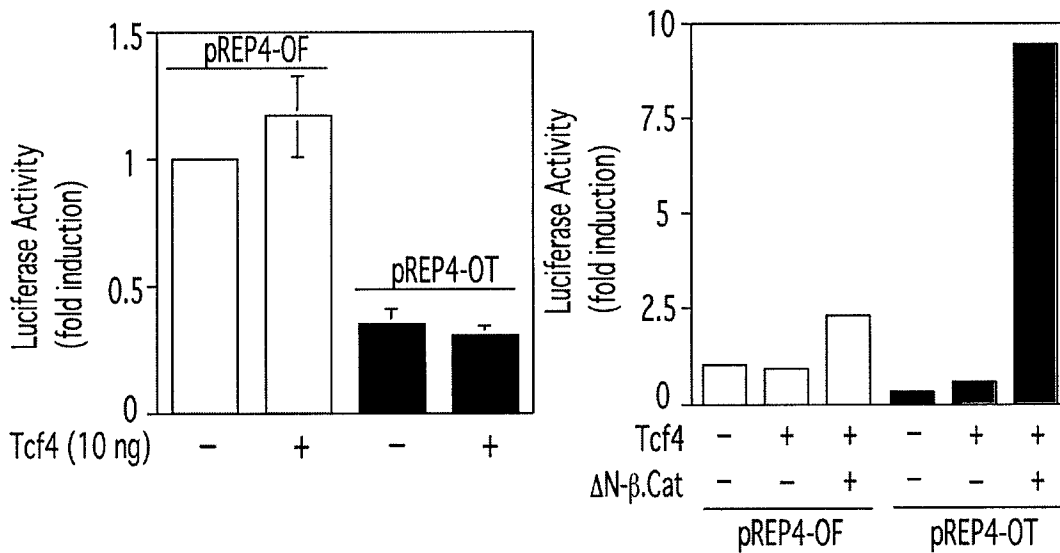 1.5
1
0.5
0
Luciferase Activity
(fold induction)
pREP4-OF
pREP4-OT
Tcf4 (10 ng) – + – +
10
7.5
5
2.5
0
Luciferase Activity
(fold induction)
Tcf4 – + + – + +
ΔN-β.Cat – – + – – +
pREP4-OF pREP4-OT